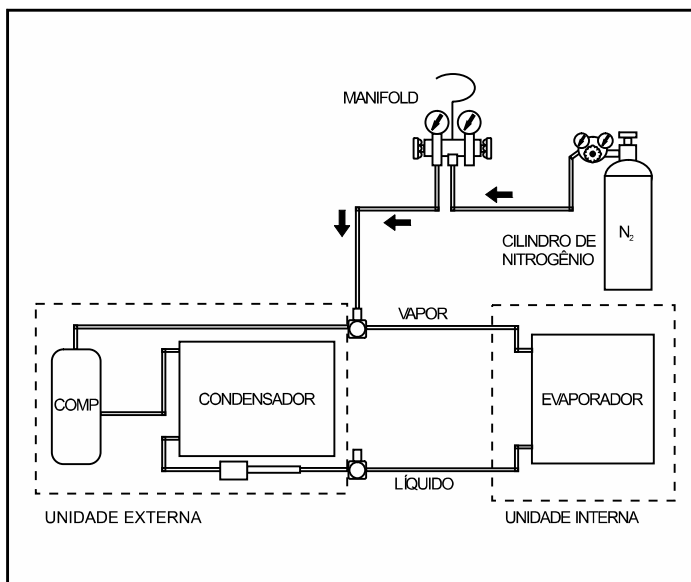 MANIFOLD
N₂
CILINDRO DE
NITROGÊNIO
VAPOR
COMP
CONDENSADOR
EVAPORADOR
LÍQUIDO
UNIDADE EXTERNA
UNIDADE INTERNA